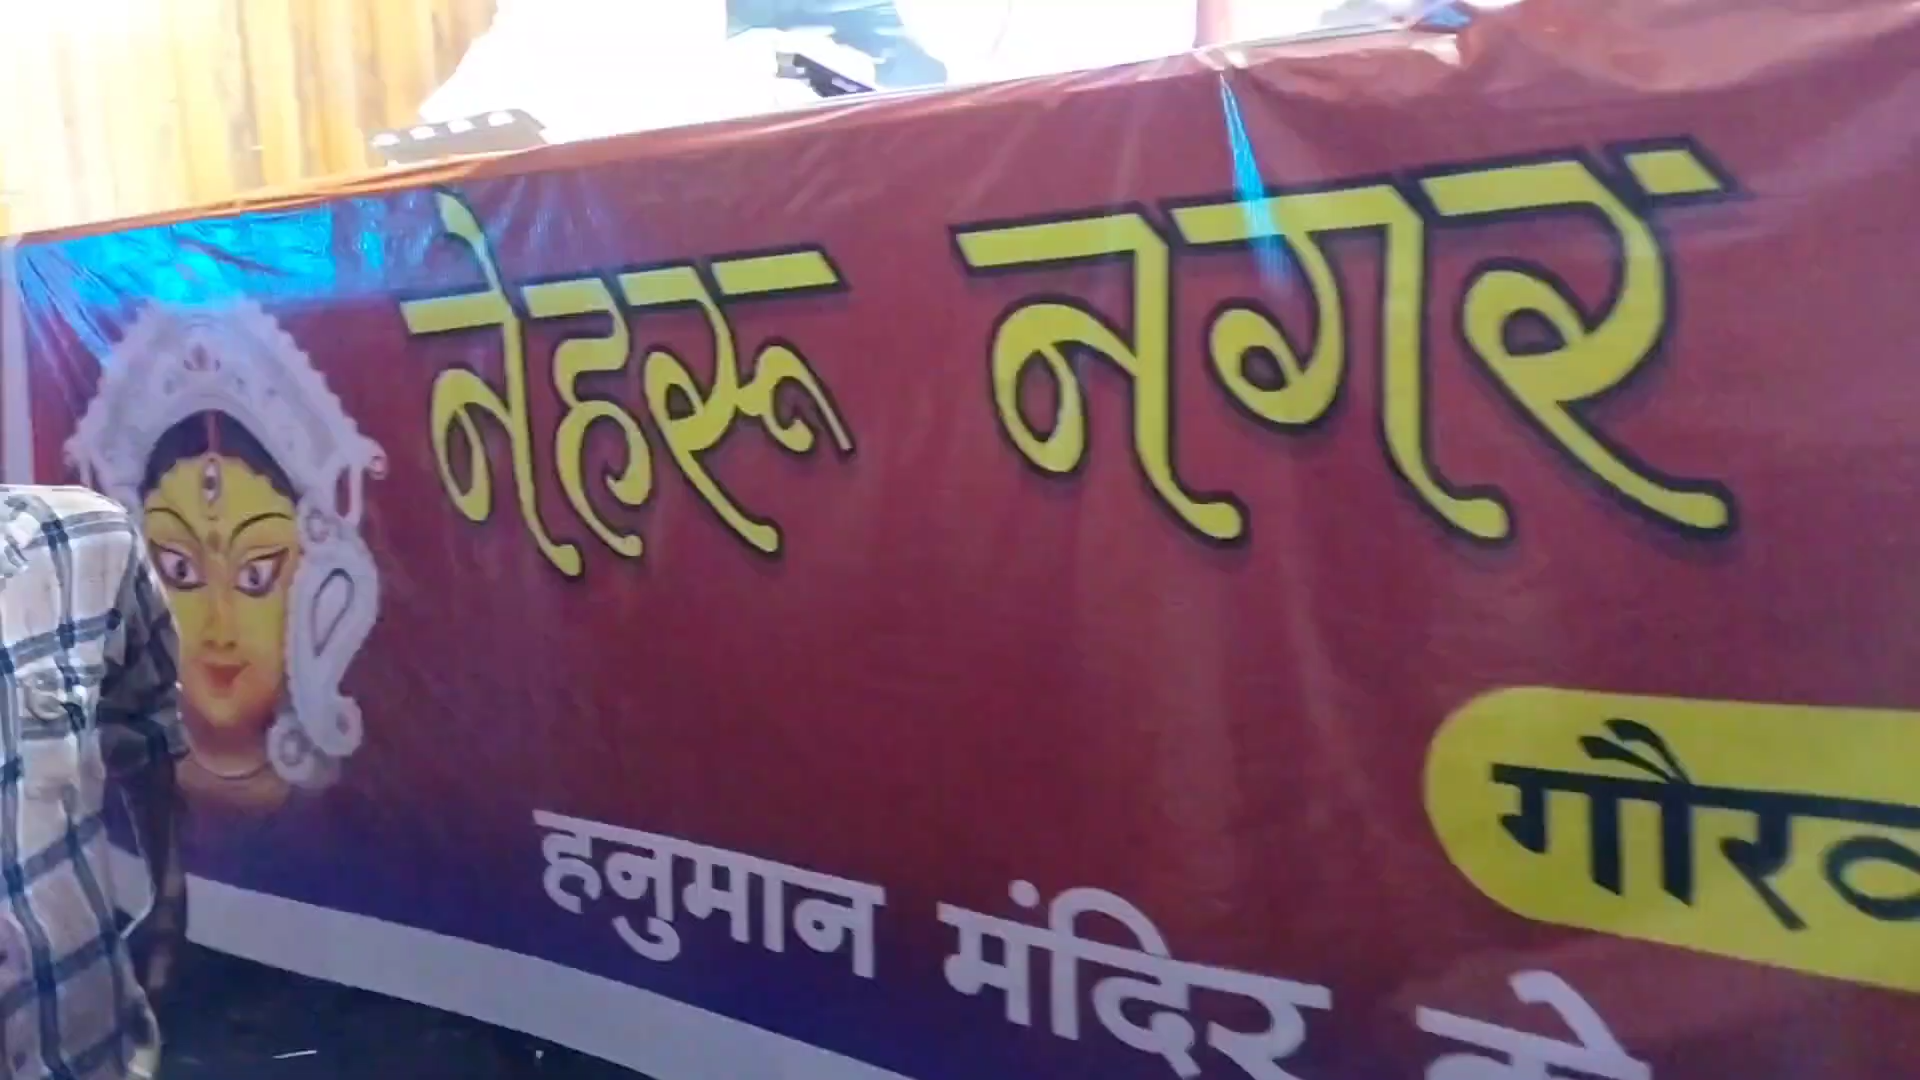 नेहरू नगर
गौरव
हनुमान मंदिर के